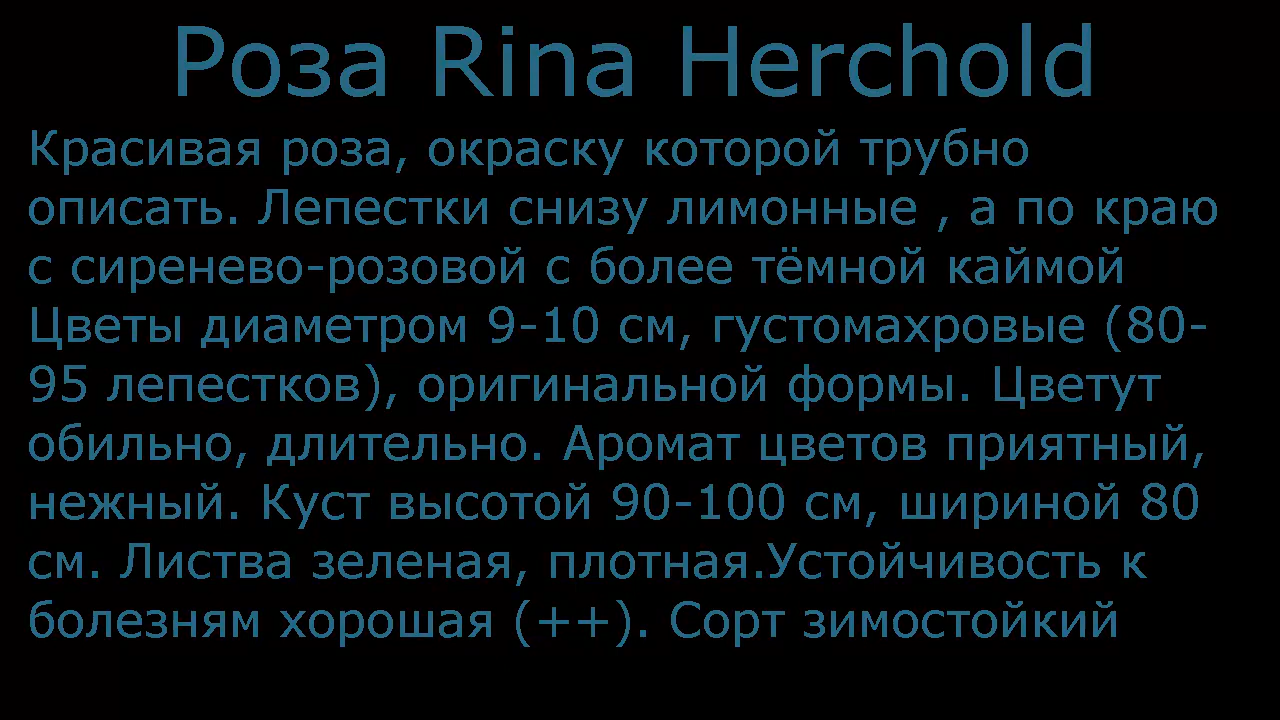 Роза Rina Herchold
Красивая роза, окраску которой трубно
описать. Лепестки снизу лимонные , а по краю
с сиренево-розовой с более тёмной каймой
Цветы диаметром 9-10 см, густомахровые (80-
95 лепестков), оригинальной формы. Цветут
обильно, длительно. Аромат цветов приятный,
нежный. Куст высотой 90-100 см, шириной 80
см. Листва зеленая, плотная.Устойчивость к
болезням хорошая (++). Сорт зимостойкий